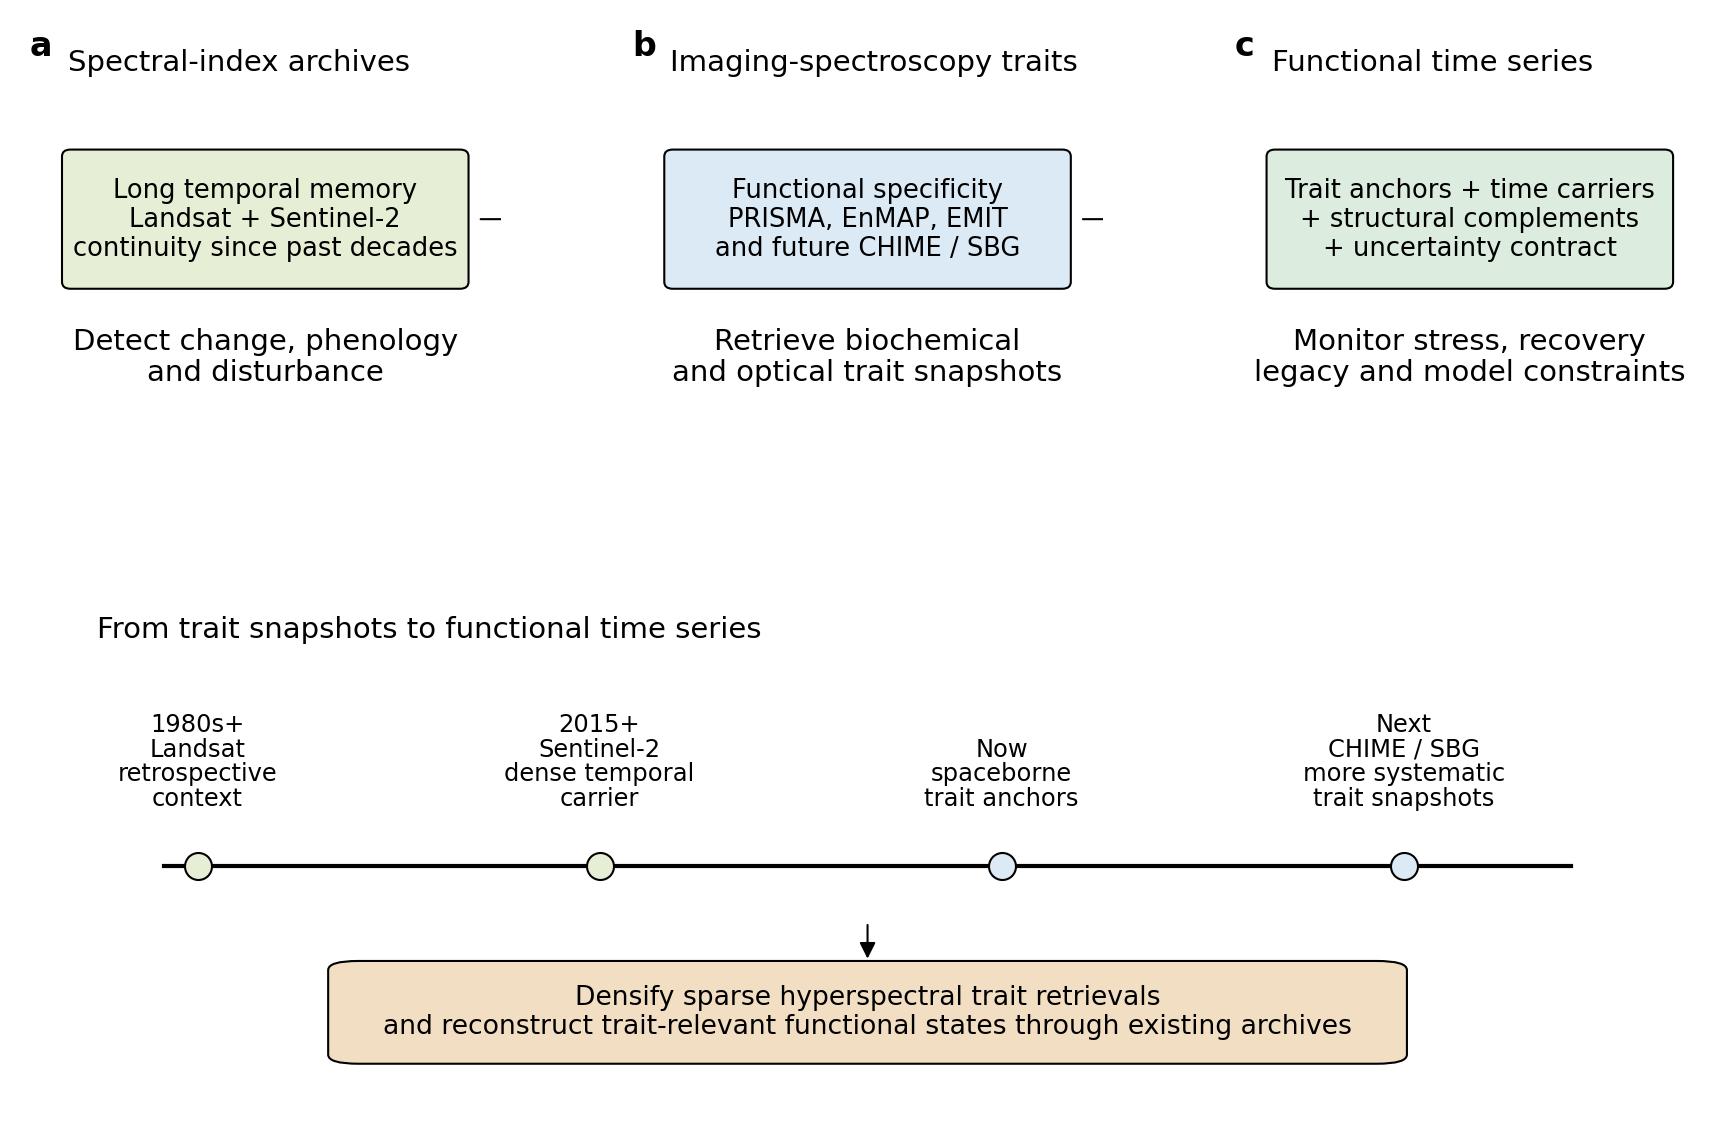 a Spectral-index archives
b Imaging-spectroscopy traits
c Functional time series
Long temporal memory
Landsat + Sentinel-2
continuity since past decades
Functional specificity
PRISMA, EnMAP, EMIT
and future CHIME / SBG
Trait anchors + time carriers
+ structural complements
+ uncertainty contract
Detect change, phenology
and disturbance
Retrieve biochemical
and optical trait snapshots
Monitor stress, recovery
legacy and model constraints
From trait snapshots to functional time series
1980s+
Landsat
retrospective
context
2015+
Sentinel-2
dense temporal
carrier
Now
spaceborne
trait anchors
Next
CHIME / SBG
more systematic
trait snapshots
Densify sparse hyperspectral trait retrievals
and reconstruct trait-relevant functional states through existing archives